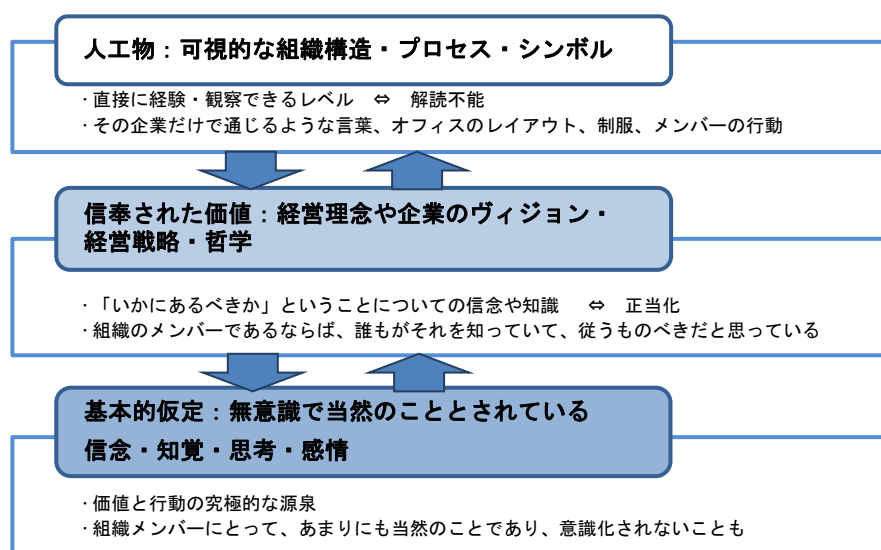 人工物：可視的な組織構造・プロセス・シンボル
・直接に経験・観察できるレベル　⇔　解読不能
・その企業だけで通じるような言葉、オフィスのレイアウト、制服、メンバーの行動
信奉された価値：経営理念や企業のヴィジョン・
経営戦略・哲学
・「いかにあるべきか」ということについての信念や知識　⇔　正当化
・組織のメンバーであるならば、誰もがそれを知っていて、従うものべきだと思っている
基本的仮定：無意識で当然のこととされている
信念・知覚・思考・感情
・価値と行動の究極的な源泉
・組織メンバーにとって、あまりにも当然のことであり、意識化されないことも